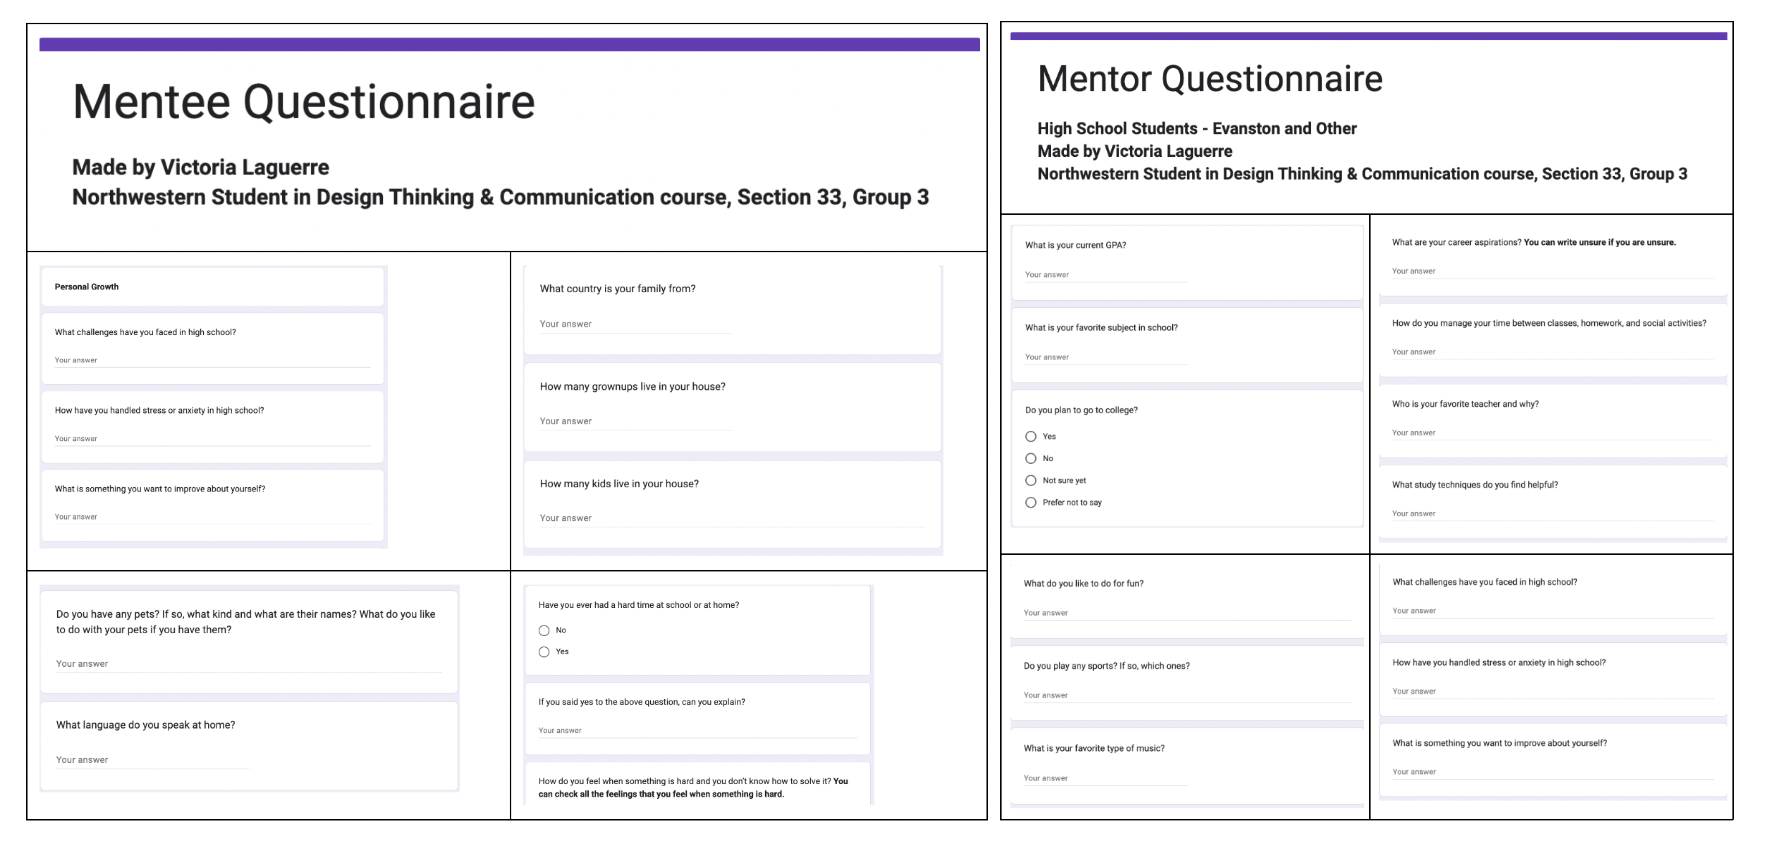 Mentee Questionnaire
Made by Victoria Laguerre
Northwestern Student in Design Thinking & Communication course, Section 33, Group 3
Personal Growth
What challenges have you faced in high school?
Your answer
How have you handled stress or anxiety in high school?
Your answer
What is something you want to improve about yourself?
Your answer
What country is your family from?
Your answer
How many grownups live in your house?
Your answer
How many kids live in your house?
Your answer
Do you have any pets? If so, what kind and what are their names? What do you like
to do with your pets if you have them?
Your answer
What language do you speak at home?
Your answer
Have you ever had a hard time at school or at home?
No
Yes
If you said yes to the above question, can you explain?
Your answer
How do you feel when something is hard and you don't know how to solve it? You
can check all the feelings that you feel when something is hard.
Mentor Questionnaire
High School Students - Evanston and Other
Made by Victoria Laguerre
Northwestern Student in Design Thinking & Communication course, Section 33, Group 3
What is your current GPA?
Your answer
What is your favorite subject in school?
Your answer
Do you plan to go to college?
Yes
No
Not sure yet
Prefer not to say
What are your career aspirations? You can write unsure if you are unsure.
Your answer
How do you manage your time between classes, homework, and social activities?
Your answer
Who is your favorite teacher and why?
Your answer
What study techniques do you find helpful?
Your answer
What do you like to do for fun?
Your answer
Do you play any sports? If so, which ones?
Your answer
What is your favorite type of music?
Your answer
What challenges have you faced in high school?
Your answer
How have you handled stress or anxiety in high school?
Your answer
What is something you want to improve about yourself?
Your answer